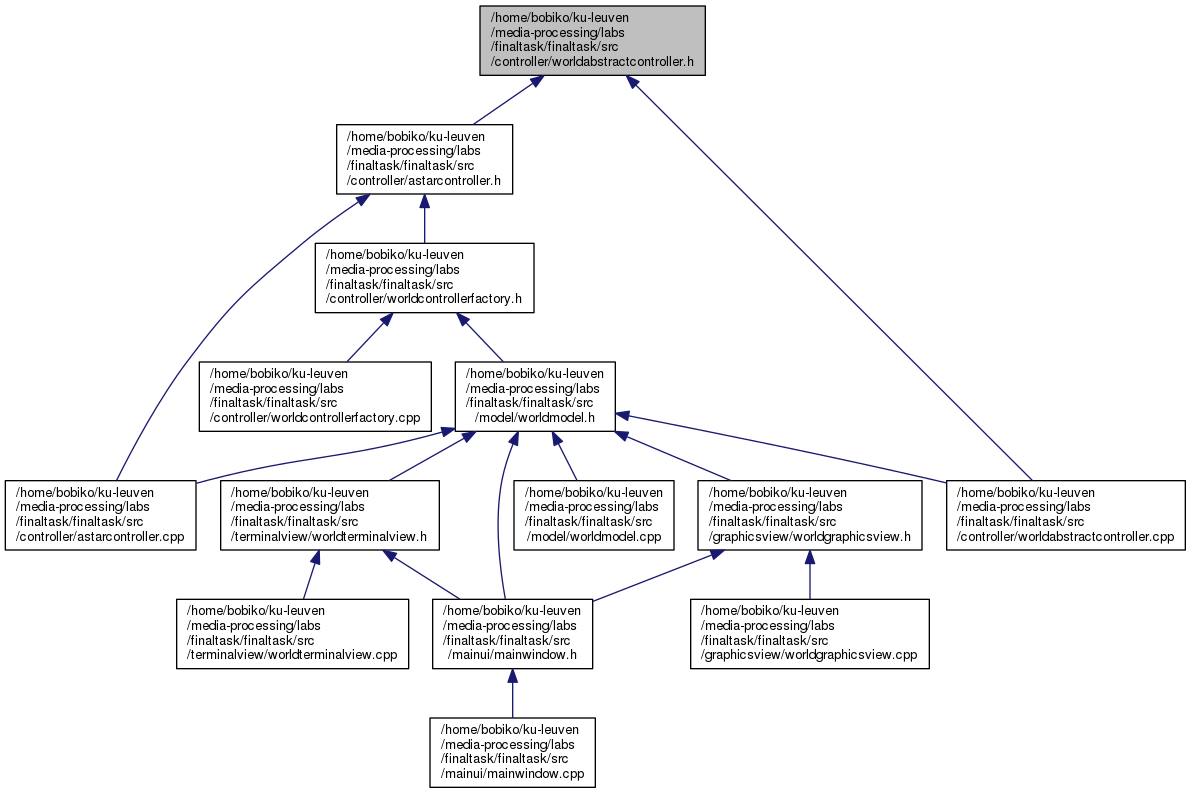 /home/bobiko/ku-leuven
/media-processing/labs
/finaltask/finaltask/src
/controller/worldabstractcontroller.h
/home/bobiko/ku-leuven
/media-processing/labs
/finaltask/finaltask/src
/controller/astarcontroller.h
/home/bobiko/ku-leuven
/media-processing/labs
/finaltask/finaltask/src
/controller/worldcontrollerfactory.h
/home/bobiko/ku-leuven
/media-processing/labs
/finaltask/finaltask/src
/controller/worldcontrollerfactory.cpp
/home/bobiko/ku-leuven
/media-processing/labs
/finaltask/finaltask/src
/model/worldmodel.h
/home/bobiko/ku-leuven
/media-processing/labs
/finaltask/finaltask/src
/controller/astarcontroller.cpp
/home/bobiko/ku-leuven
/media-processing/labs
/finaltask/finaltask/src
/terminalview/worldterminalview.h
/home/bobiko/ku-leuven
/media-processing/labs
/finaltask/finaltask/src
/model/worldmodel.cpp
/home/bobiko/ku-leuven
/media-processing/labs
/finaltask/finaltask/src
/graphicsview/worldgraphicsview.h
/home/bobiko/ku-leuven
/media-processing/labs
/finaltask/finaltask/src
/controller/worldabstractcontroller.cpp
/home/bobiko/ku-leuven
/media-processing/labs
/finaltask/finaltask/src
/terminalview/worldterminalview.cpp
/home/bobiko/ku-leuven
/media-processing/labs
/finaltask/finaltask/src
/mainui/mainwindow.h
/home/bobiko/ku-leuven
/media-processing/labs
/finaltask/finaltask/src
/graphicsview/worldgraphicsview.cpp
/home/bobiko/ku-leuven
/media-processing/labs
/finaltask/finaltask/src
/mainui/mainwindow.cpp